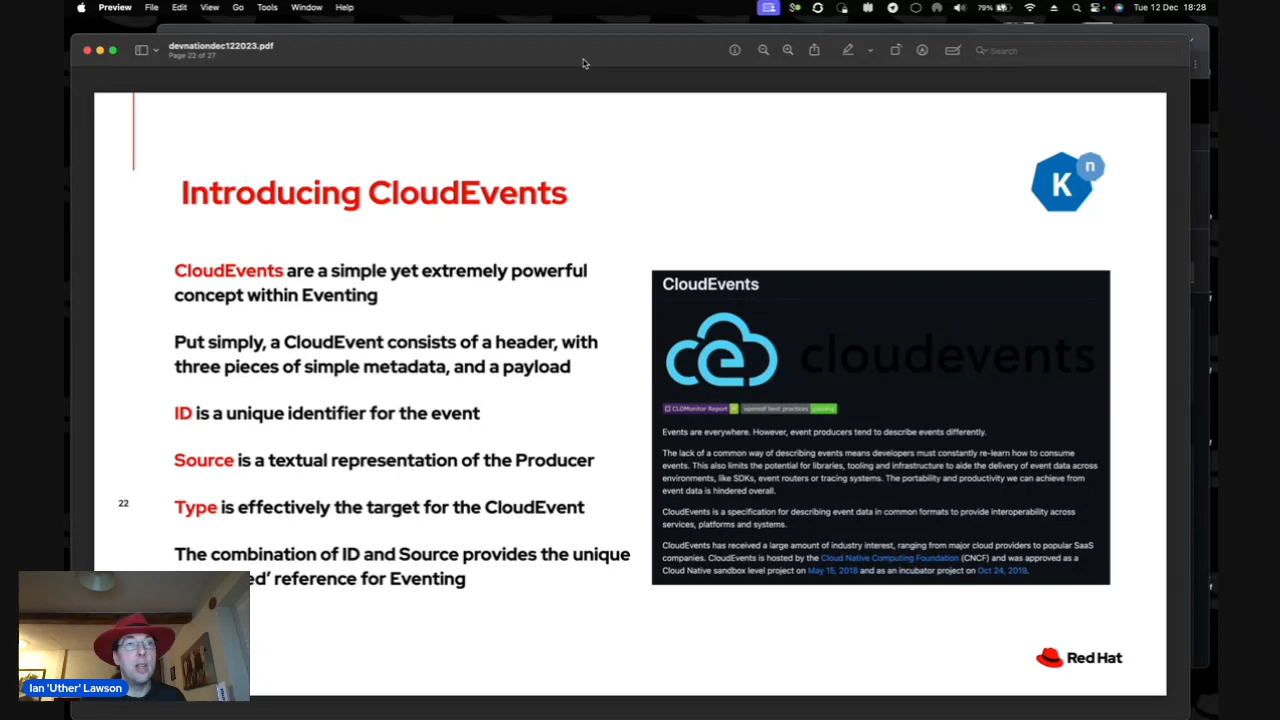 Preview File Edit View Go Tools Window Help
79%
Tue 12 Dec 18:28
devnationdec122023.pdf
Page 22 of 27
Search
Introducing CloudEvents
K
n
CloudEvents are a simple yet extremely powerful
concept within Eventing
Put simply, a CloudEvent consists of a header, with
three pieces of simple metadata, and a payload
ID is a unique identifier for the event
Source is a textual representation of the Producer
Type is effectively the target for the CloudEvent
The combination of ID and Source provides the unique
ed’ reference for Eventing
22
CloudEvents
ce
cloudevents
CLOMonitor Report
openssf best practices passing
Events are everywhere. However, event producers tend to describe events differently.
The lack of a common way of describing events means developers must constantly re-learn how to consume
events. This also limits the potential for libraries, tooling and infrastructure to aide the delivery of event data across
environments, like SDKs, event routers or tracing systems. The portability and productivity we can achieve from
event data is hindered overall.
CloudEvents is a specification for describing event data in common formats to provide interoperability across
services, platforms and systems.
CloudEvents has received a large amount of industry interest, ranging from major cloud providers to popular SaaS
companies. CloudEvents is hosted by the Cloud Native Computing Foundation (CNCF) and was approved as a
Cloud Native sandbox level project on May 15, 2018 and as an incubator project on Oct 24, 2019.
Red Hat
Ian 'Uther' Lawson